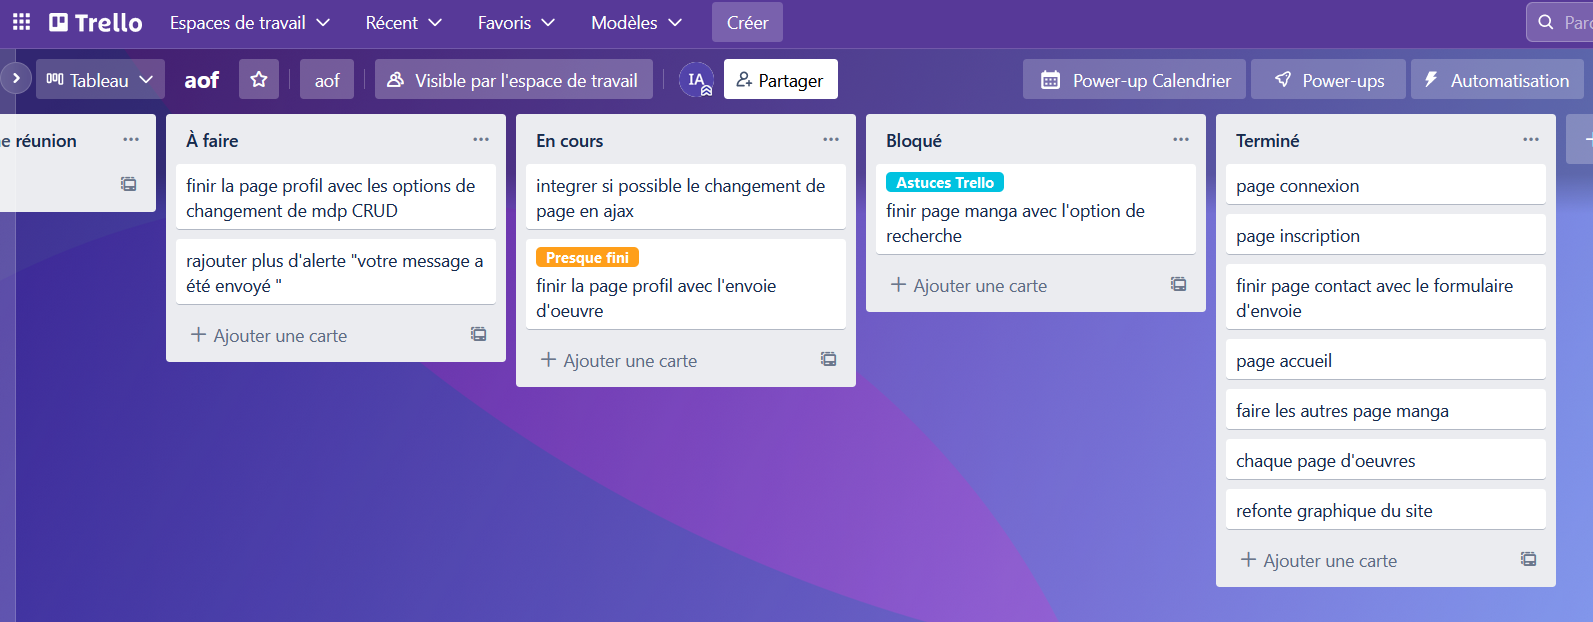 Trello Espaces de travail Récent Favoris Modèles Créer
Tableau aof aof Visible par l'espace de travail IA Partager Power-up Calendrier Power-ups Automatisation
réunion
À faire
finir la page profil avec les options de
changement de mdp CRUD
rajouter plus d'alerte "votre message a
été envoyé "
Ajouter une carte
En cours
integrer si possible le changement de
page en ajax
Presque fini
finir la page profil avec l'envoie
d'oeuvre
Ajouter une carte
Bloqué
Astuces Trello
finir page manga avec l'option de
recherche
Ajouter une carte
Terminé
page connexion
page inscription
finir page contact avec le formulaire
d'envoie
page accueil
faire les autres page manga
chaque page d'oeuvres
refonte graphique du site
Ajouter une carte